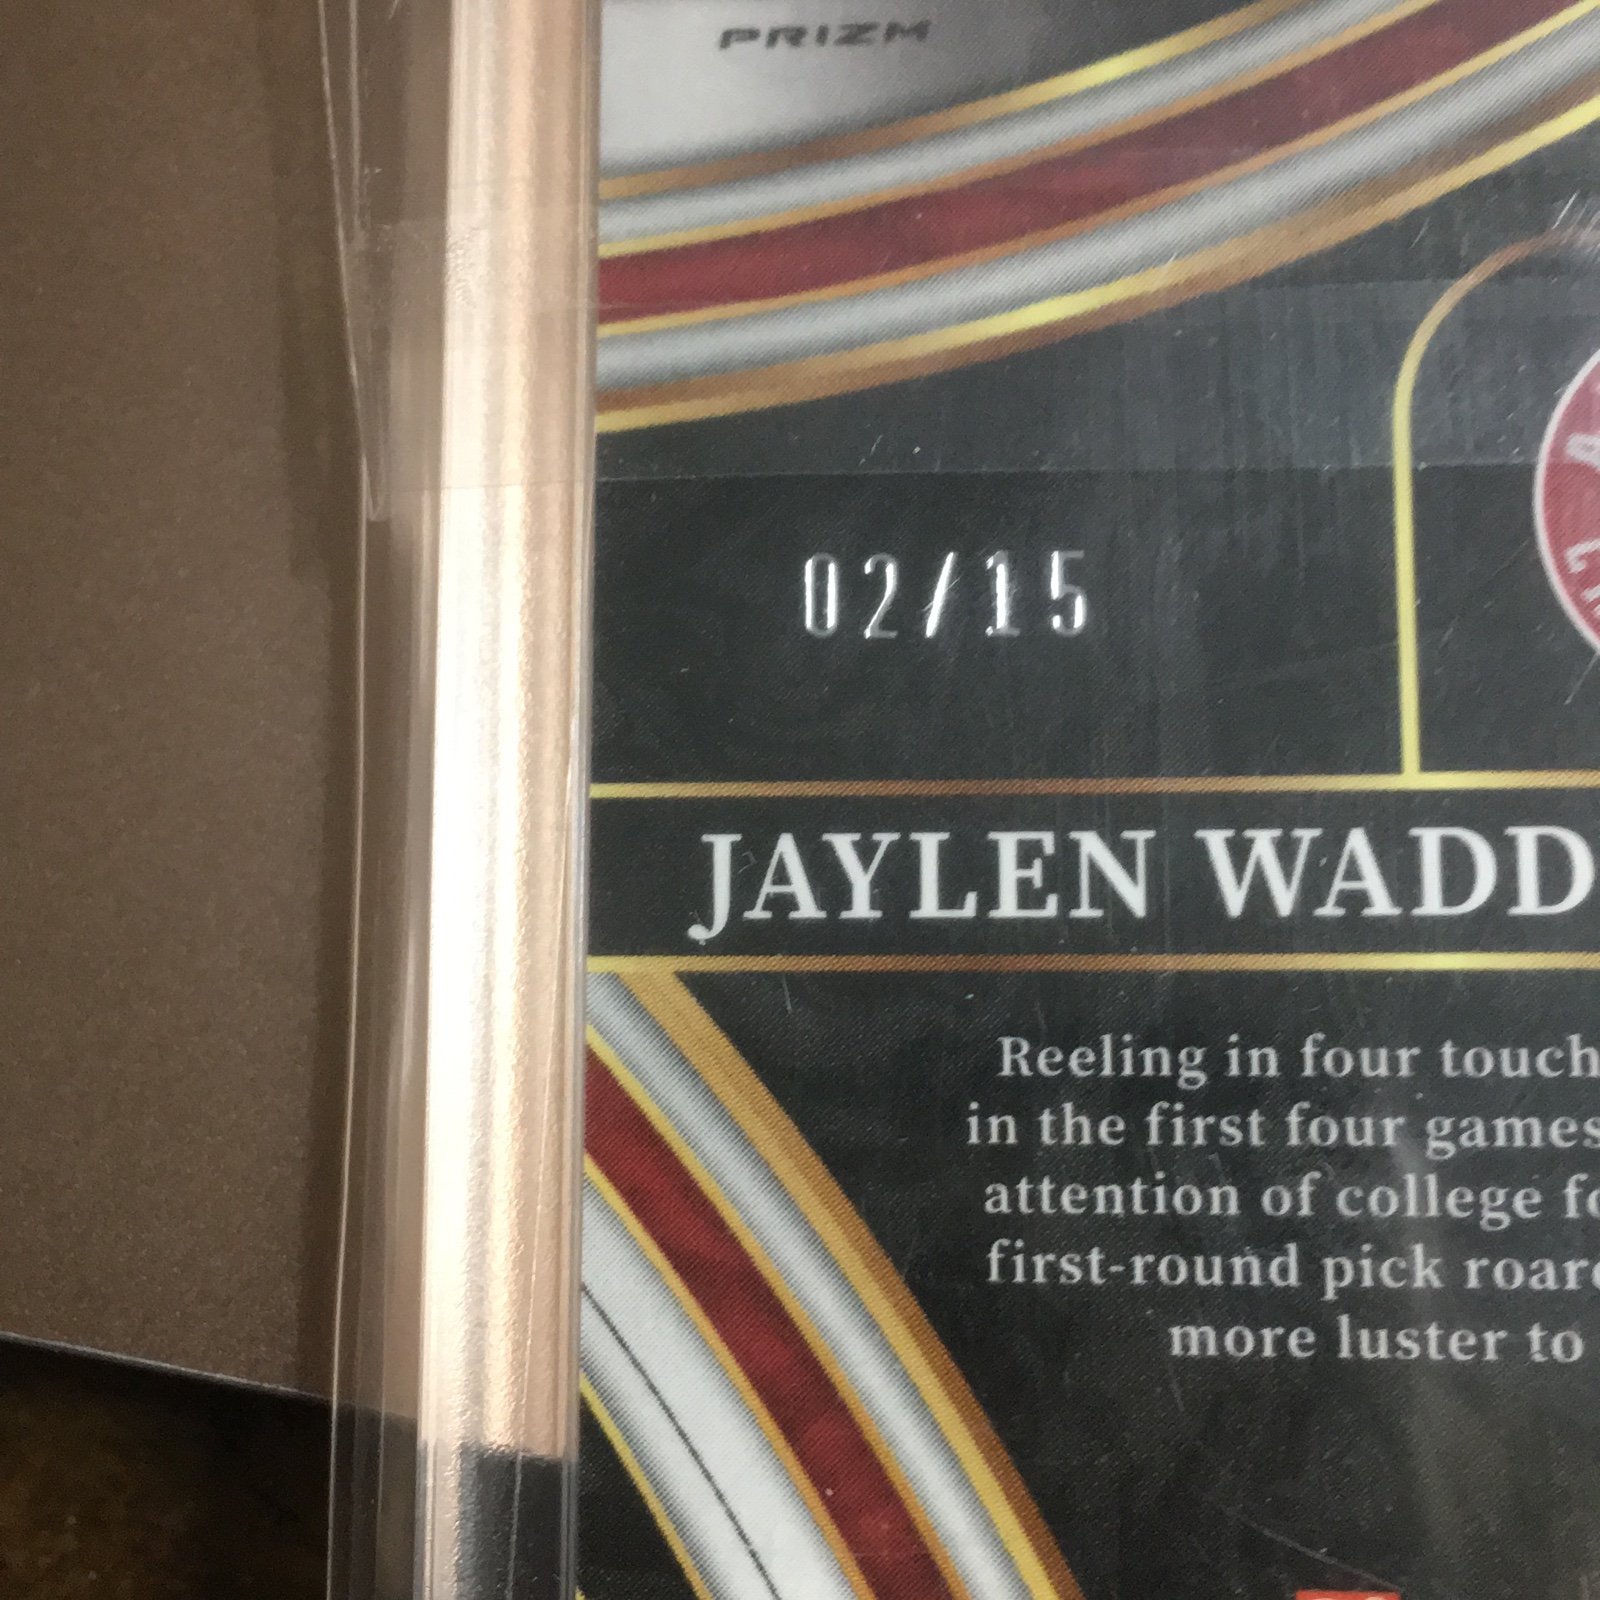 PRIZM
02/15
JAYLEN WADD
Reeling in four touch
in the first four games
attention of college fo
first-round pick roar
more luster to